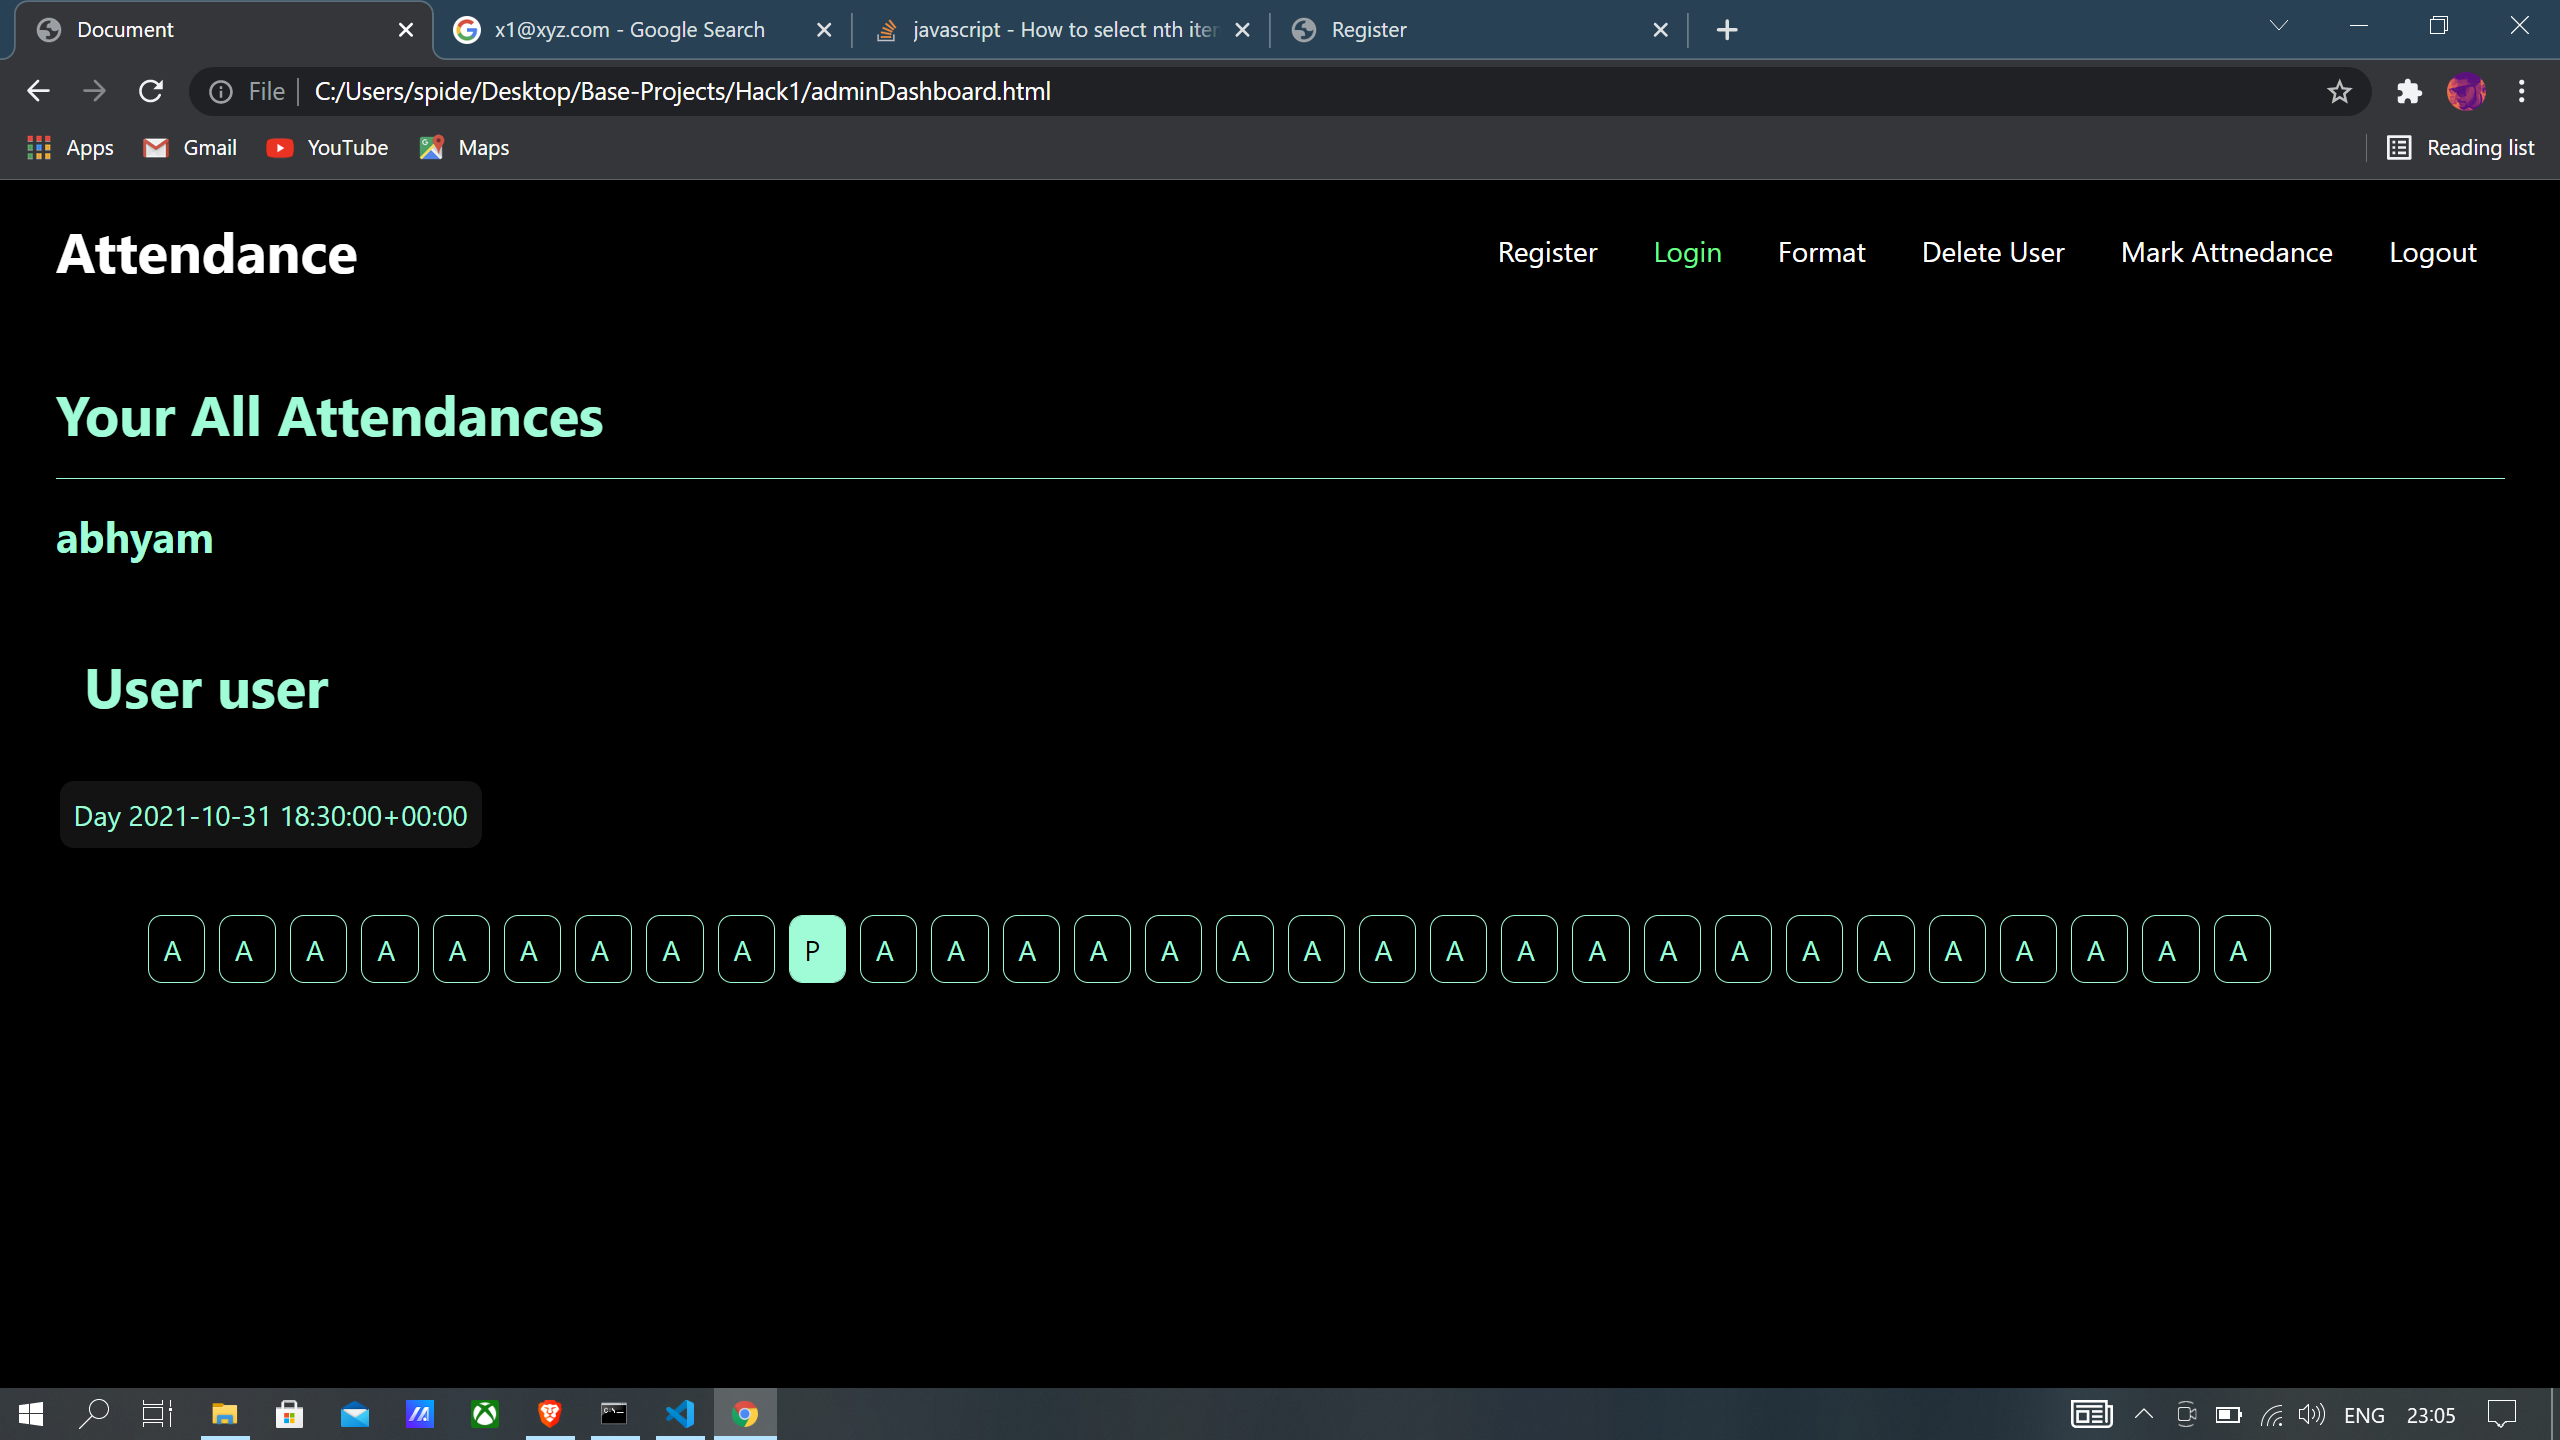 Document
x1@xyz.com - Google Search
javascript - How to select nth iter
Register
File
C:/Users/spide/Desktop/Base-Projects/Hack1/adminDashboard.html
Apps
Gmail
YouTube
Maps
Reading list
Attendance
Register
Login
Format
Delete User
Mark Attnedance
Logout
Your All Attendances
abhyam
User user
Day 2021-10-31 18:30:00+00:00
A A A A A A A A A P A A A A A A A A A A A A A A A A A A A A
ENG
23:05